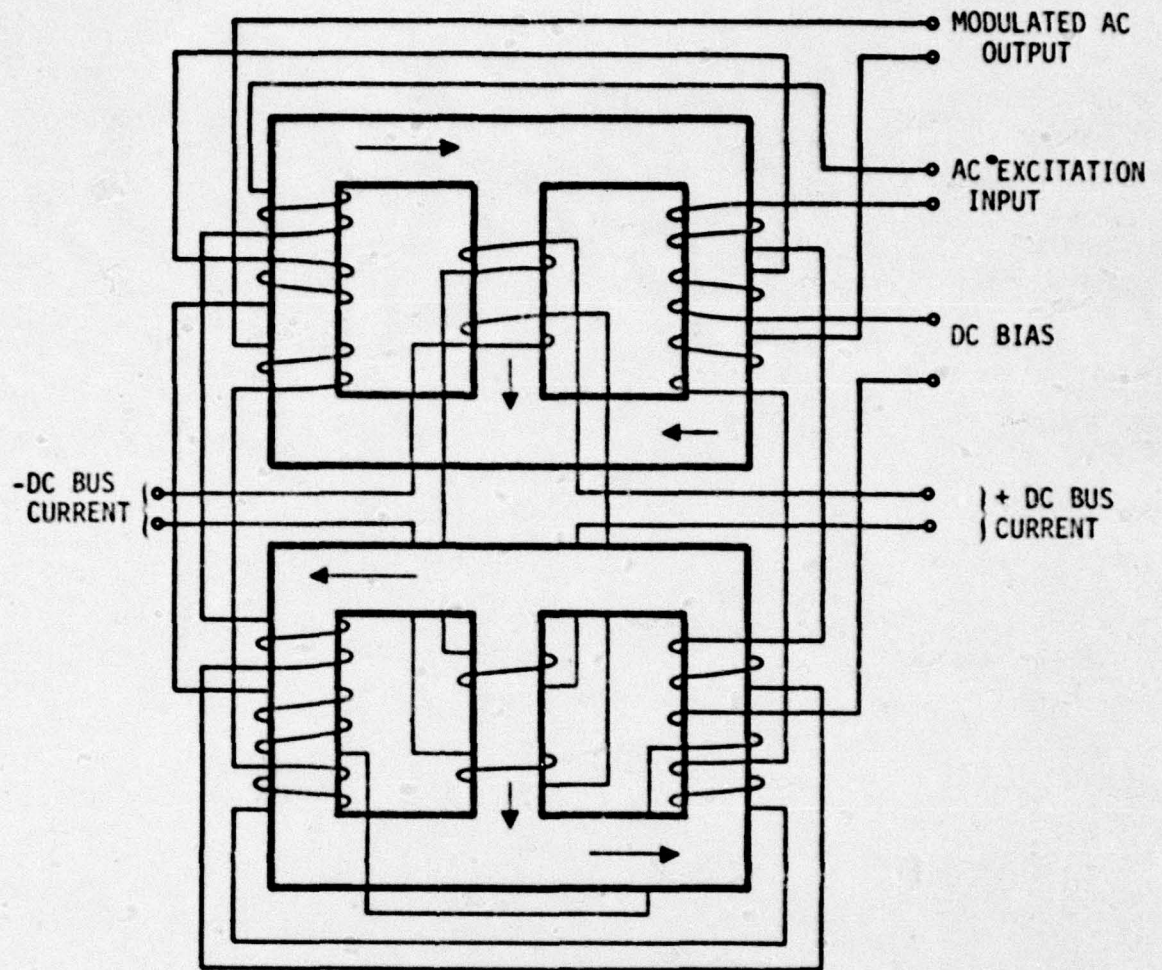 MODULATED AC
OUTPUT
AC EXCITATION
INPUT
DC BIAS
-DC BUS
CURRENT
+ DC BUS
CURRENT